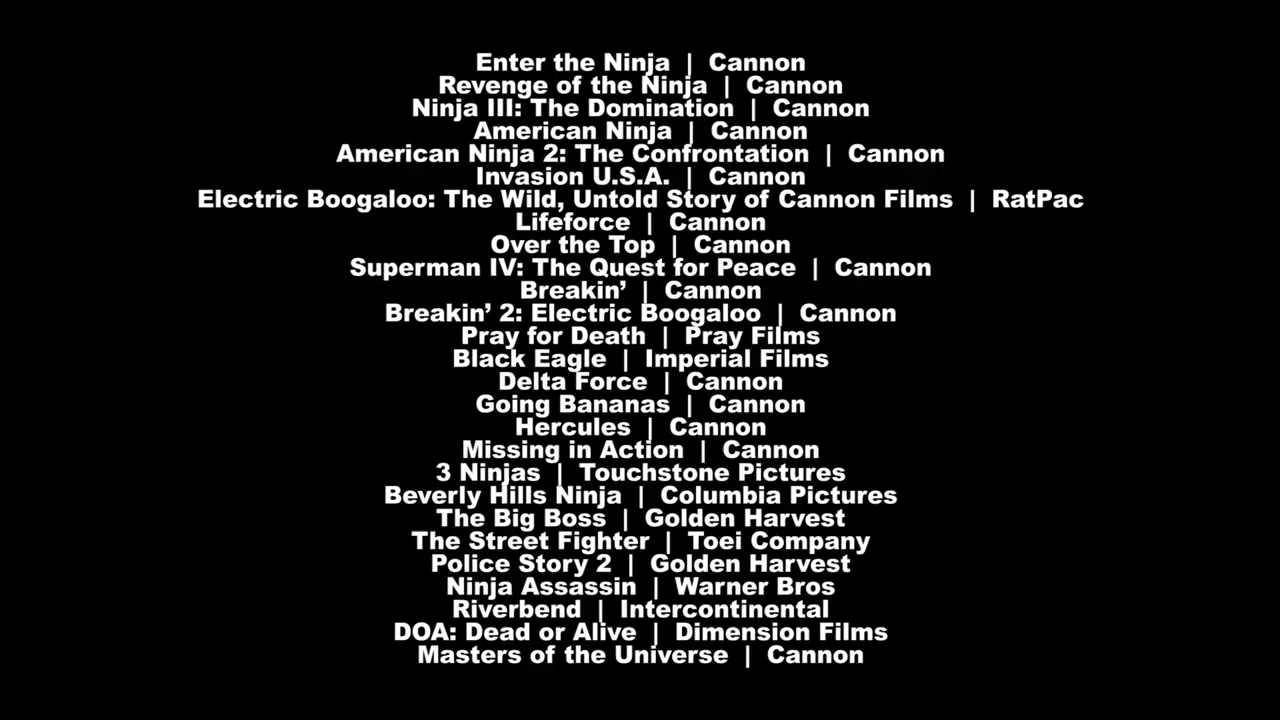 Enter the Ninja | Cannon
Revenge of the Ninja | Cannon
Ninja III: The Domination | Cannon
American Ninja | Cannon
American Ninja 2: The Confrontation | Cannon
Invasion U.S.A. | Cannon
Electric Boogaloo: The Wild, Untold Story of Cannon Films | RatPac
Lifeforce | Cannon
Over the Top | Cannon
Superman IV: The Quest for Peace | Cannon
Breakin’ | Cannon
Breakin’ 2: Electric Boogaloo | Cannon
Pray for Death | Pray Films
Black Eagle | Imperial Films
Delta Force | Cannon
Going Bananas | Cannon
Hercules | Cannon
Missing in Action | Cannon
3 Ninjas | Touchstone Pictures
Beverly Hills Ninja | Columbia Pictures
The Big Boss | Golden Harvest
The Street Fighter | Toei Company
Police Story 2 | Golden Harvest
Ninja Assassin | Warner Bros
Riverbend | Intercontinental
DOA: Dead or Alive | Dimension Films
Masters of the Universe | Cannon